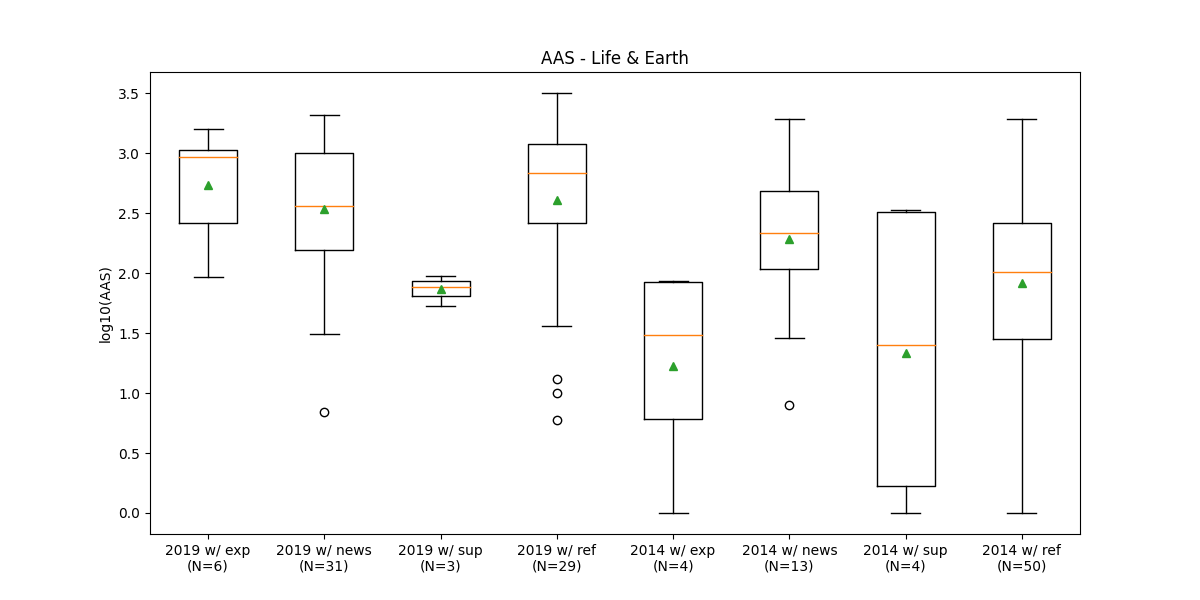 AAS - Life & Earth
3.5
3.0
2.5
2.0
1.5
1.0
0.5
0.0
log10(AAS)
2019 w/ exp
(N=6)
2019 w/ news
(N=31)
2019 w/ sup
(N=3)
2019 w/ ref
(N=29)
2014 w/ exp
(N=4)
2014 w/ news
(N=13)
2014 w/ sup
(N=4)
2014 w/ ref
(N=50)